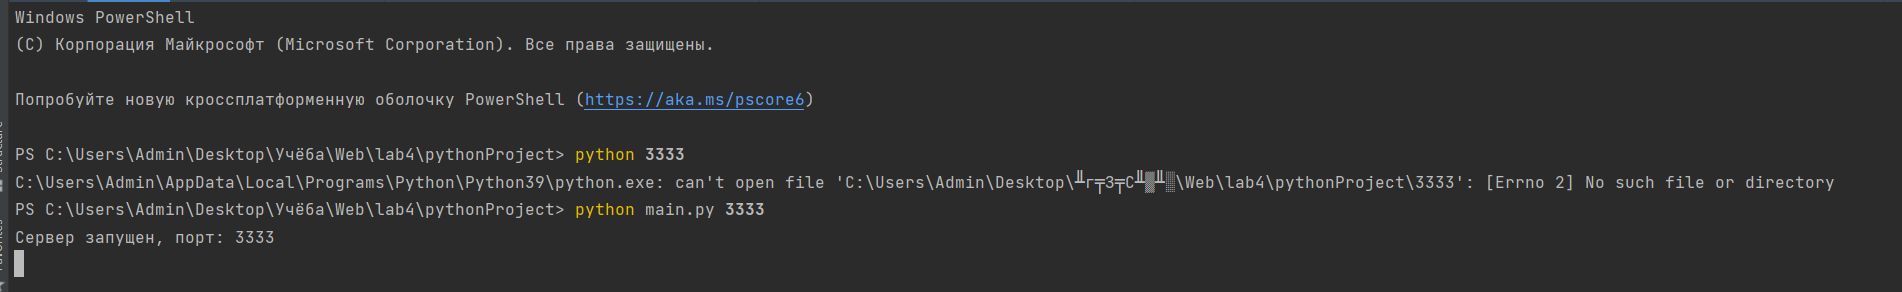 Windows PowerShell
(C) Корпорация Майкрософт (Microsoft Corporation). Все права защищены.
Попробуйте новую кроссплатформенную оболочку PowerShell (https://aka.ms/pscore6)
PS C:\Users\Admin\Desktop\Учёба\Web\lab4\pythonProject> python 3333
C:\Users\Admin\AppData\Local\Programs\Python\Python39\python.exe: can't open file 'C:\Users\Admin\Desktop\╨г╤З╤С╨▒╨░\Web\lab4\pythonProject\3333': [Errno 2] No such file or directory
PS C:\Users\Admin\Desktop\Учёба\Web\lab4\pythonProject> python main.py 3333
Сервер запущен, порт: 3333